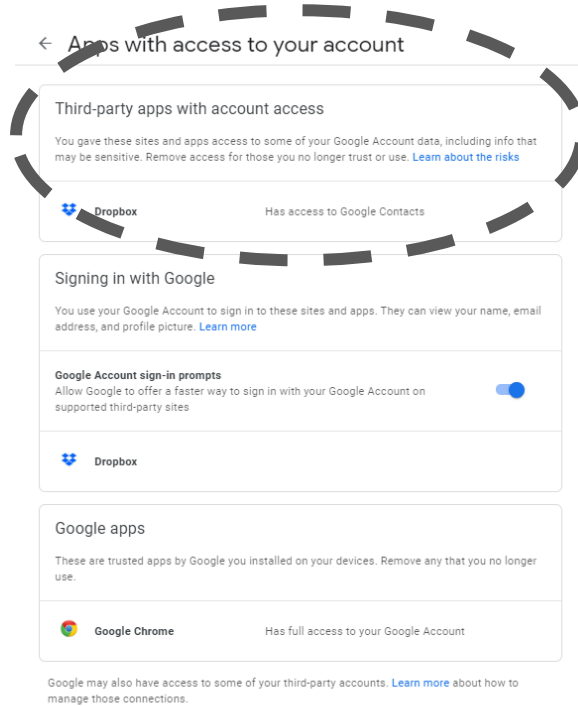 Apps with access to your account
Third-party apps with account access
You gave these sites and apps access to some of your Google Account data, including info that
may be sensitive. Remove access for those you no longer trust or use. Learn about the risks
Dropbox Has access to Google Contacts
Signing in with Google
You use your Google Account to sign in to these sites and apps. They can view your name, email
address, and profile picture. Learn more
Google Account sign-in prompts
Allow Google to offer a faster way to sign in with your Google Account on
supported third-party sites
Dropbox
Google apps
These are trusted apps by Google you installed on your devices. Remove any that you no longer
use.
Google Chrome Has full access to your Google Account
Google may also have access to some of your third-party accounts. Learn more about how to
manage those connections.